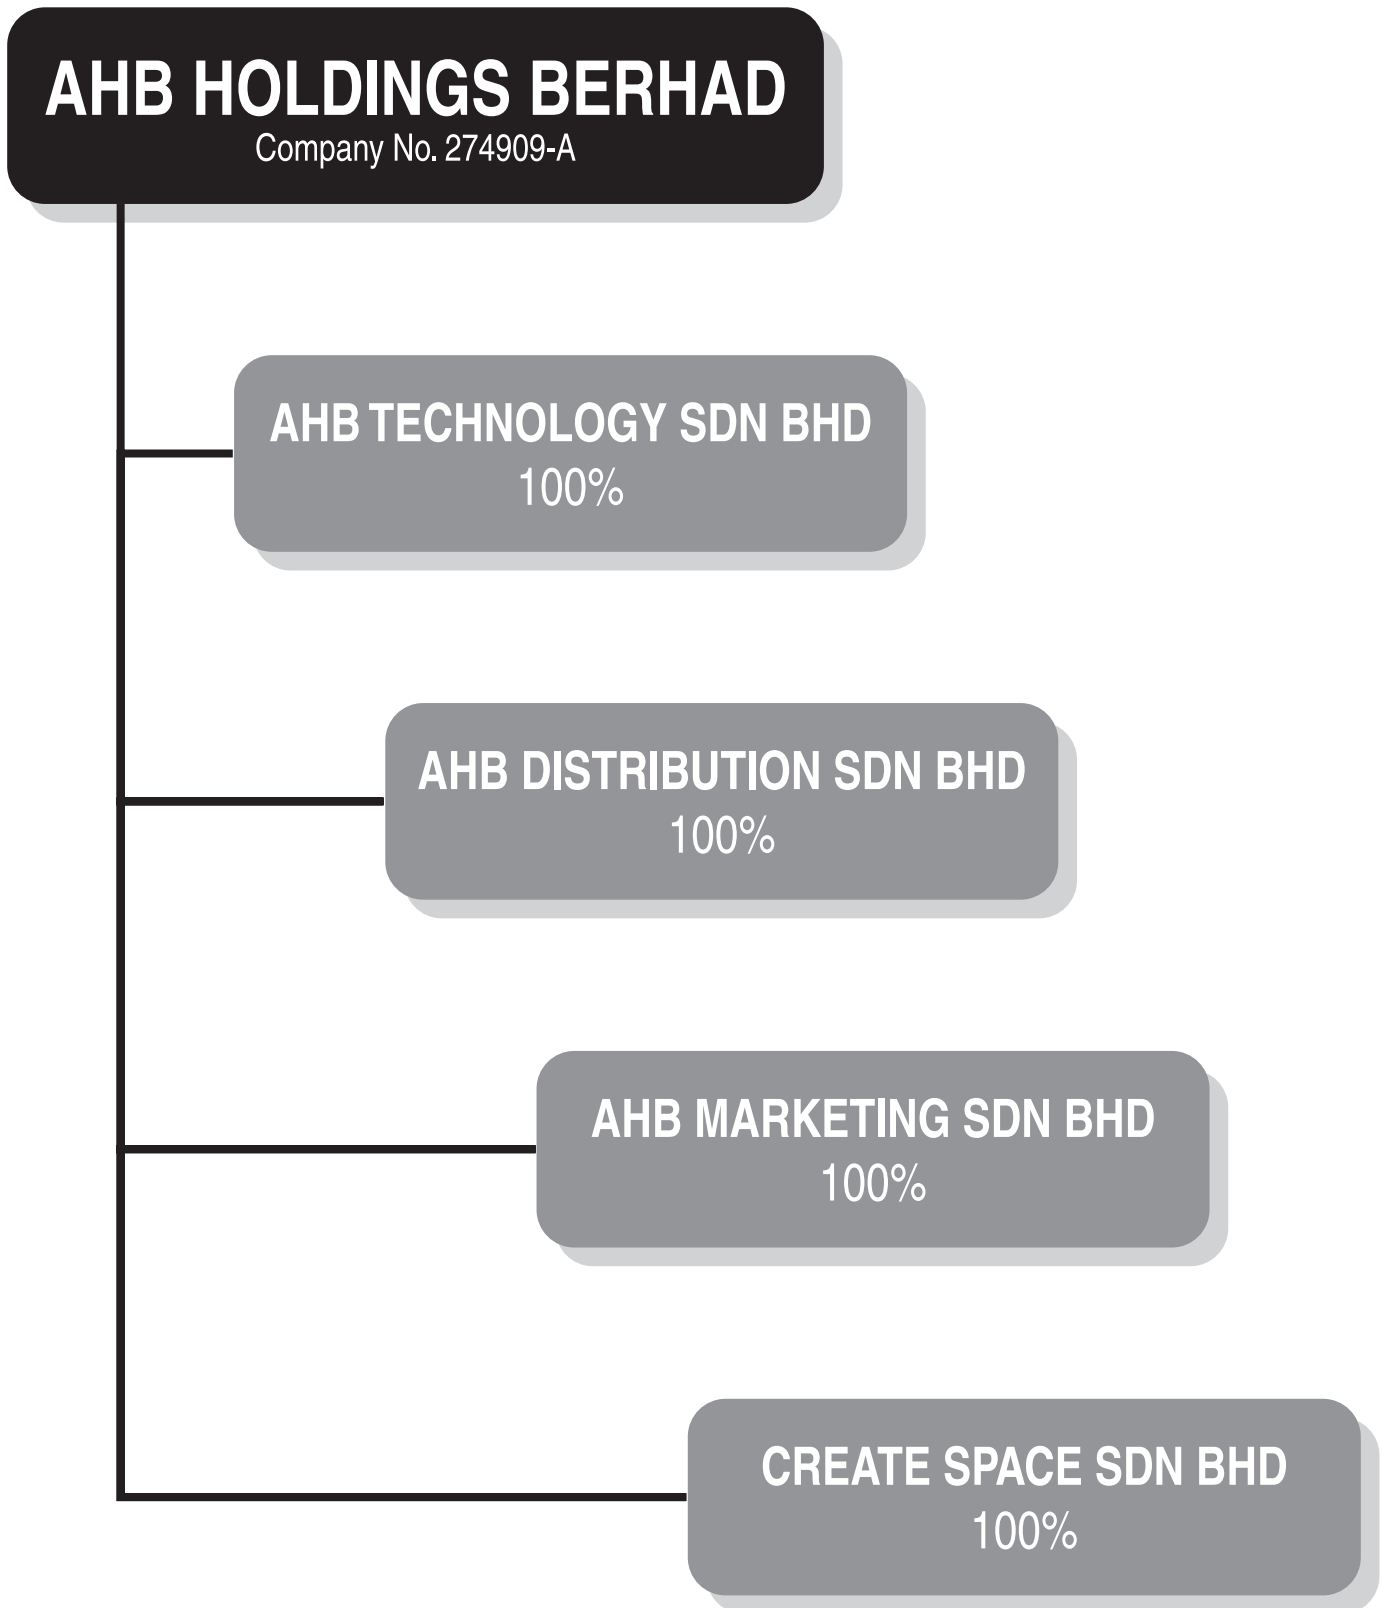 AHB HOLDINGS BERHAD
Company No. 274909-A
AHB TECHNOLOGY SDN BHD
100%
AHB DISTRIBUTION SDN BHD
100%
AHB MARKETING SDN BHD
100%
CREATE SPACE SDN BHD
100%